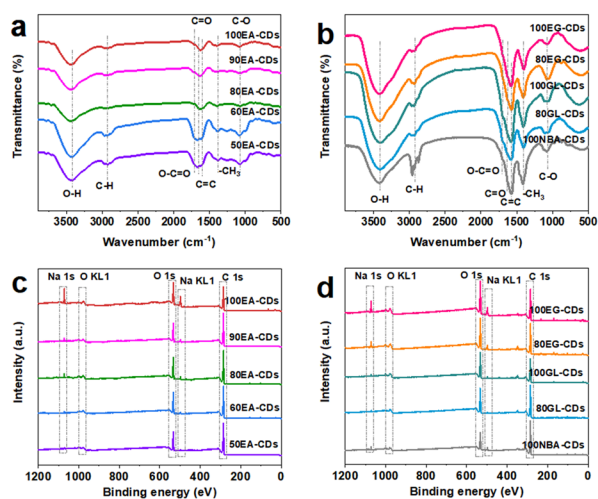 a
C=O
C-O
100EA-CDs
90EA-CDs
80EA-CDs
60EA-CDs
50EA-CDs
O-H
C-H
O-C=O
C=C
-CH3
Transmittance (%)
3500 3000 2500 2000 1500 1000 500
Wavenumber (cm-1)
b
100EG-CDs
80EG-CDs
100GL-CDs
80GL-CDs
100NBA-CDs
O-H
C-H
O-C=O
C=O
C=C
-CH3
C-O
Transmittance (%)
3500 3000 2500 2000 1500 1000 500
Wavenumber (cm-1)
c
Na 1s
O KL1
O 1s
Na KL1
C 1s
100EA-CDs
90EA-CDs
80EA-CDs
60EA-CDs
50EA-CDs
Intensity (a.u.)
1200 1000 800 600 400 200 0
Binding energy (eV)
d
Na 1s
O KL1
O 1s
Na KL1
C 1s
100EG-CDs
80EG-CDs
100GL-CDs
80GL-CDs
100NBA-CDs
Intensity (a.u.)
1200 1000 800 600 400 200 0
Binding energy (eV)